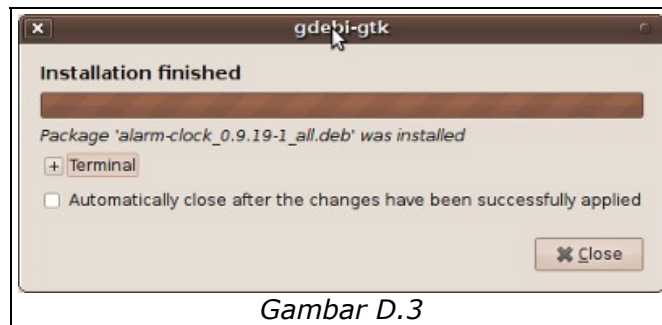 gdebi-gtk
Installation finished
Package 'alarm-clock_0.9.19-1_all.deb' was installed
Terminal
Automatically close after the changes have been successfully applied
Close
Gambar D.3